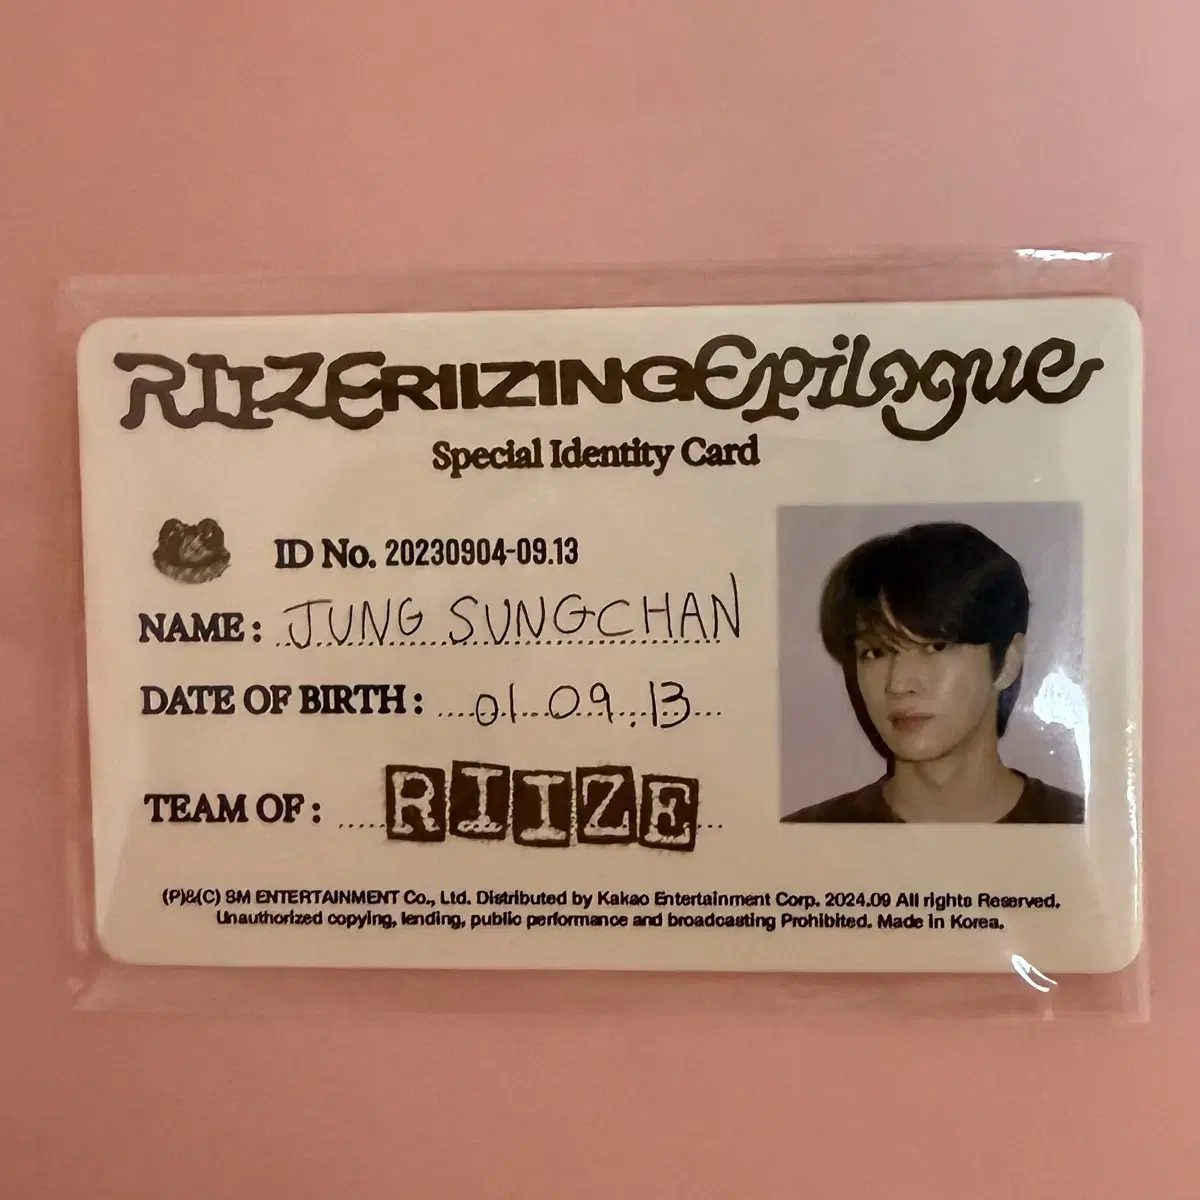 RIIZE RIIZING Epilogue
Special Identity Card
ID No. 20230904-09.13
NAME : JUNG SUNGCHAN
DATE OF BIRTH : 01.09.13
TEAM OF : RIIZE
(P)&(C) SM ENTERTAINMENT Co., Ltd. Distributed by Kakao Entertainment Corp. 2024.09 All rights Reserved.
Unauthorized copying, lending, public performance and broadcasting Prohibited. Made in Korea.